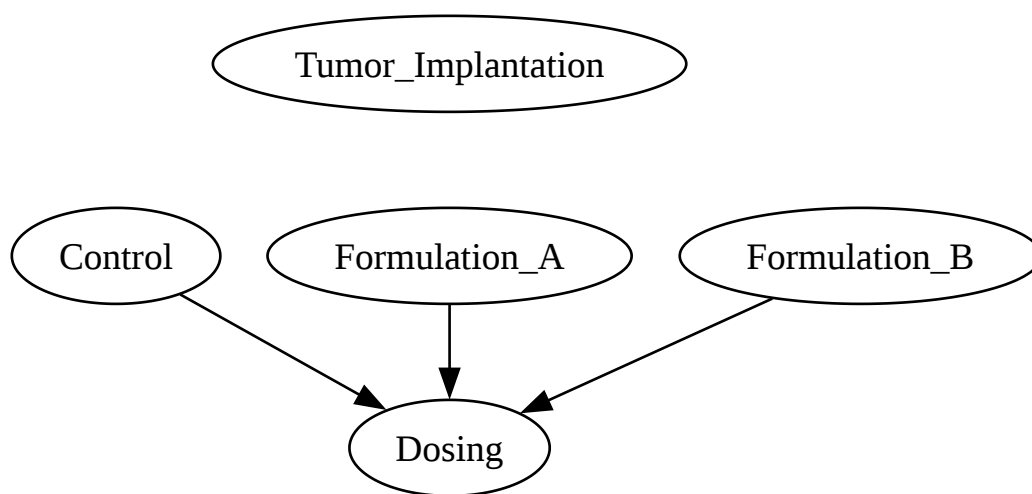 Tumor_Implantation
Control
Formulation_A
Formulation_B
Dosing